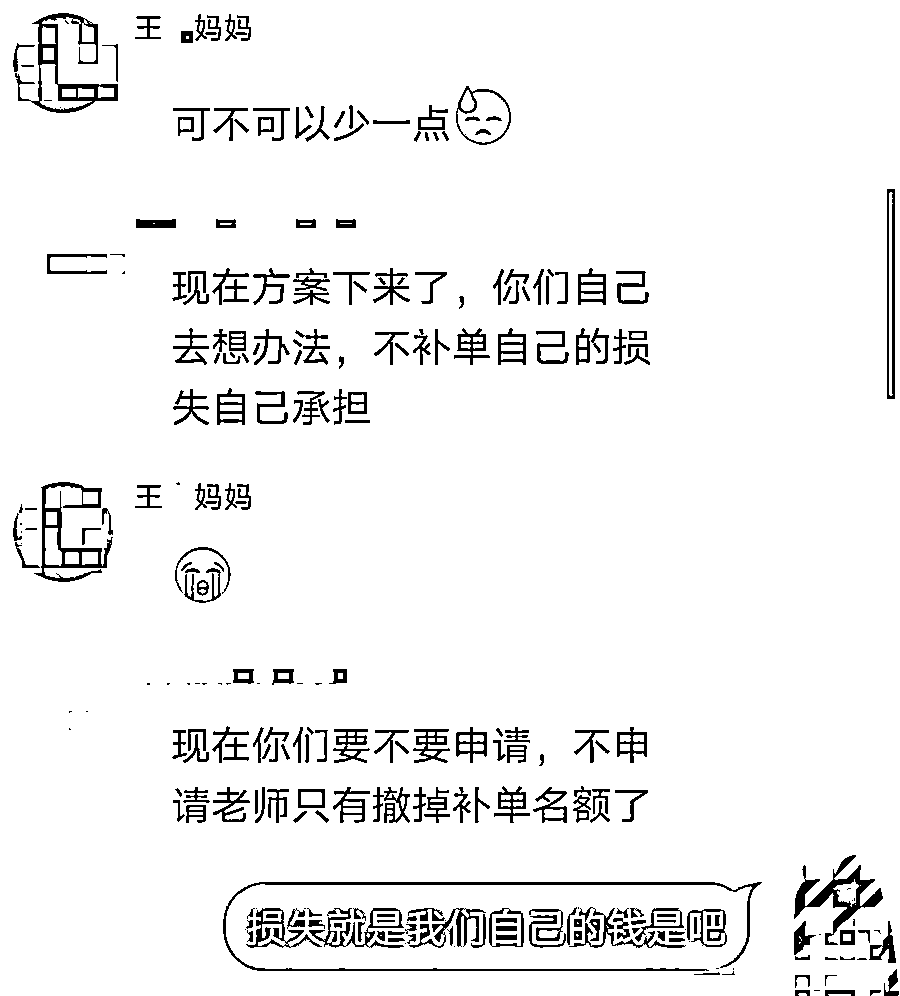 王 妈妈
可不可以少一点😓
现在方案下来了，你们自己
去想办法，不补单自己的损
失自己承担
王 妈妈
😭
现在你们要不要申请，不申
请老师只有撤掉补单名额了
损失就是我们自己的钱是吧